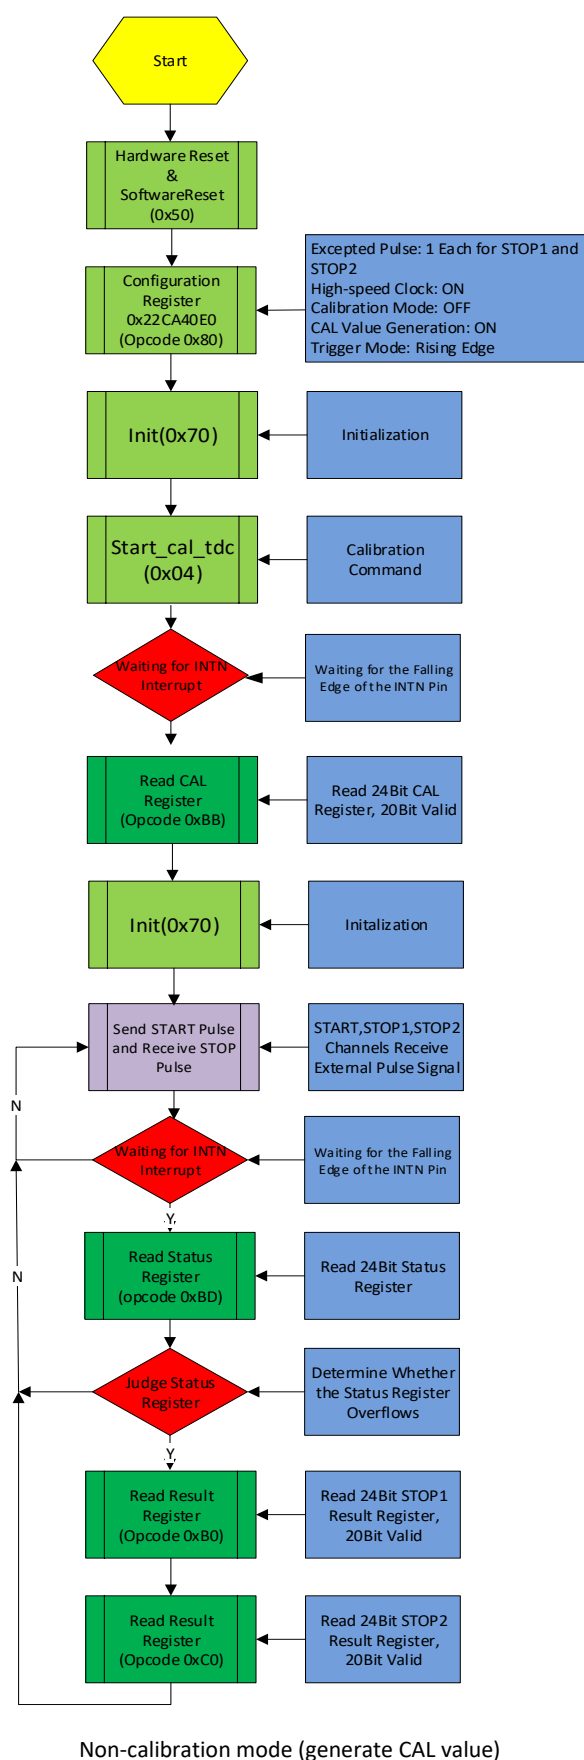 Start
Hardware Reset
&
SoftwareReset
(0x50)
Configuration
Register
0x22CA40E0
(Opcode 0x80)
Excepted Pulse: 1 Each for STOP1 and
STOP2
High-speed Clock: ON
Calibration Mode: OFF
CAL Value Generation: ON
Trigger Mode: Rising Edge
Init(0x70)
Initialization
Start_cal_tdc
(0x04)
Calibration
Command
Waiting for INTN
Interrupt
Waiting for the Falling
Edge of the INTN Pin
Read CAL
Register
(Opcode 0xBB)
Read 24Bit CAL
Register, 20Bit Valid
Init(0x70)
Initalization
Send START Pulse
and Receive STOP
Pulse
START,STOP1,STOP2
Channels Receive
External Pulse Signal
N
Waiting for INTN
Interrupt
Waiting for the Falling
Edge of the INTN Pin
Y
Read Status
Register
(opcode 0xBD)
Read 24Bit Status
Register
N
Judge Status
Register
Determine Whether
the Status Register
Overflows
Y
Read Result
Register
(Opcode 0xB0)
Read 24Bit STOP1
Result Register,
20Bit Valid
Read Result
Register
(Opcode 0xC0)
Read 24Bit STOP2
Result Register,
20Bit Valid
Non-calibration mode (generate CAL value)